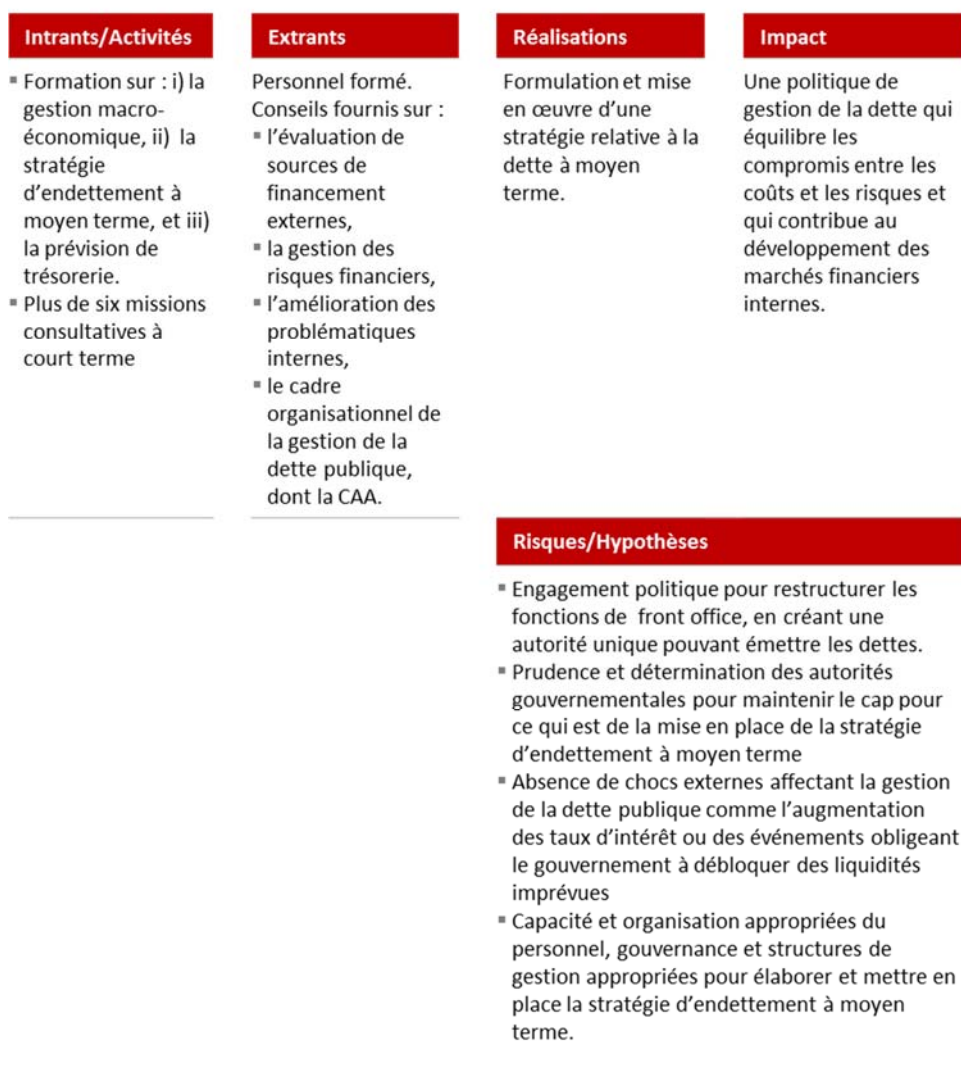 Intrants/Activités
▪ Formation sur : i) la
gestion macro-
économique, ii) la
stratégie
d’endettement à
moyen terme, et iii)
la prévision de
trésorerie.
▪ Plus de six missions
consultatives à
court terme
Extrants
Personnel formé.
Conseils fournis sur :
▪ l’évaluation de
sources de
financement
externes,
▪ la gestion des
risques financiers,
▪ l’amélioration des
problématiques
internes,
▪ le cadre
organisationnel de
la gestion de la
dette publique,
dont la CAA.
Réalisations
Formulation et mise
en œuvre d’une
stratégie relative à la
dette à moyen
terme.
Impact
Une politique de
gestion de la dette qui
équilibre les
compromis entre les
coûts et les risques et
qui contribue au
développement des
marchés financiers
internes.
Risques/Hypothèses
▪ Engagement politique pour restructurer les
fonctions de front office, en créant une
autorité unique pouvant émettre les dettes.
▪ Prudence et détermination des autorités
gouvernementales pour maintenir le cap pour
ce qui est de la mise en place de la stratégie
d’endettement à moyen terme
▪ Absence de chocs externes affectant la gestion
de la dette publique comme l’augmentation
des taux d’intérêt ou des événements obligeant
le gouvernement à débloquer des liquidités
imprévues
▪ Capacité et organisation appropriées du
personnel, gouvernance et structures de
gestion appropriées pour élaborer et mettre en
place la stratégie d’endettement à moyen
terme.